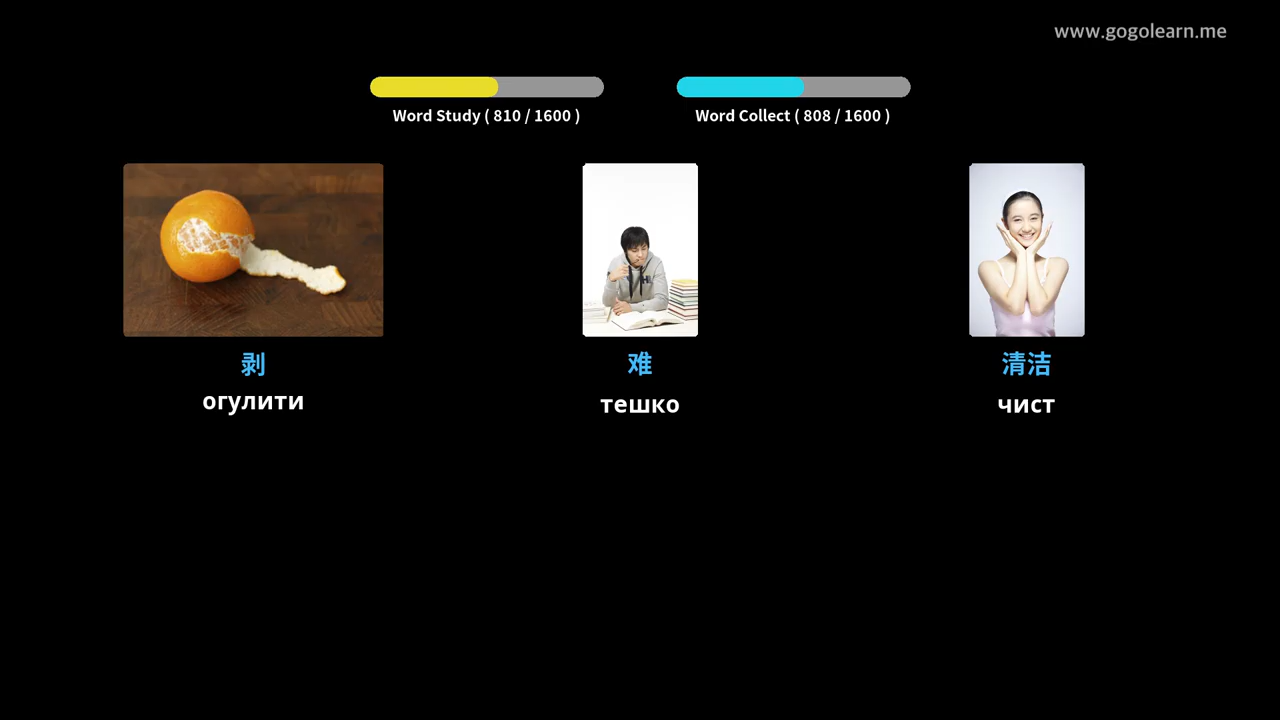 www.gogolearn.me
Word Study ( 810 / 1600 )
Word Collect ( 808 / 1600 )
剥
难
清洁
огулити
тешко
чист